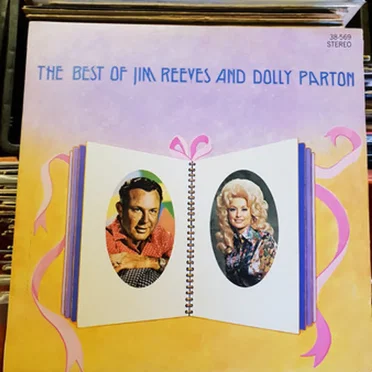 38-569
STEREO
THE BEST OF JIM REEVES AND DOLLY PARTON